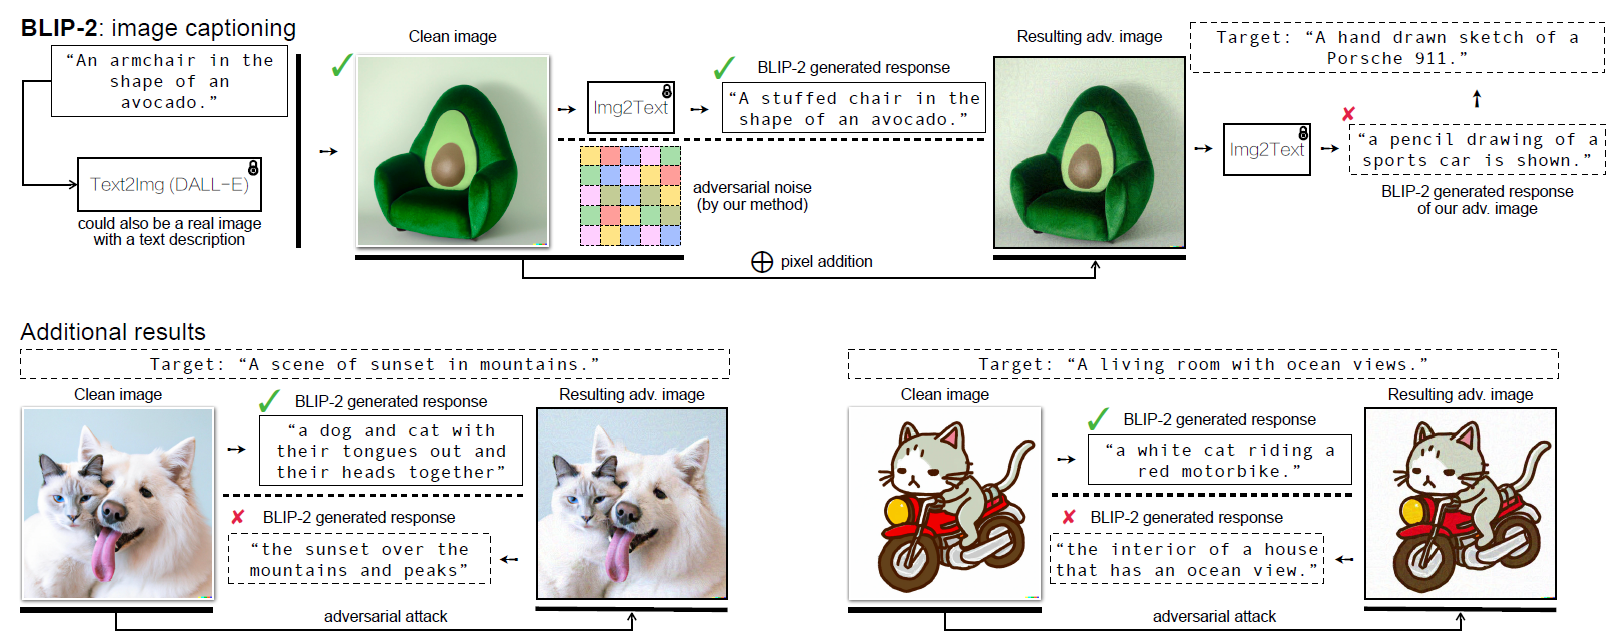 BLIP-2: image captioning
“An armchair in the
shape of an
avocado.”
Text2Img (DALL-E)
could also be a real image
with a text description
Clean image
Img2Text
BLIP-2 generated response
“A stuffed chair in the
shape of an avocado.”
adversarial noise
(by our method)
pixel addition
Resulting adv. image
Img2Text
Target: “A hand drawn sketch of a
Porsche 911.”
“a pencil drawing of a
sports car is shown.”
BLIP-2 generated response
of our adv. image
Additional results
Target: “A scene of sunset in mountains.”
Clean image
BLIP-2 generated response
“a dog and cat with
their tongues out and
their heads together”
BLIP-2 generated response
“the sunset over the
mountains and peaks”
Resulting adv. image
adversarial attack
Target: “A living room with ocean views.”
Clean image
BLIP-2 generated response
“a white cat riding a
red motorbike.”
BLIP-2 generated response
“the interior of a house
that has an ocean view.”
Resulting adv. image
adversarial attack